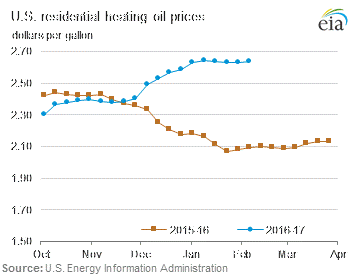 U.S. residential heating oil prices
dollars per gallon
eia
2.70
2.50
2.30
2.10
1.90
1.70
1.50
Oct Nov Dec Jan Feb Mar Apr
2015-16 2016-17
Source: U.S. Energy Information Administration